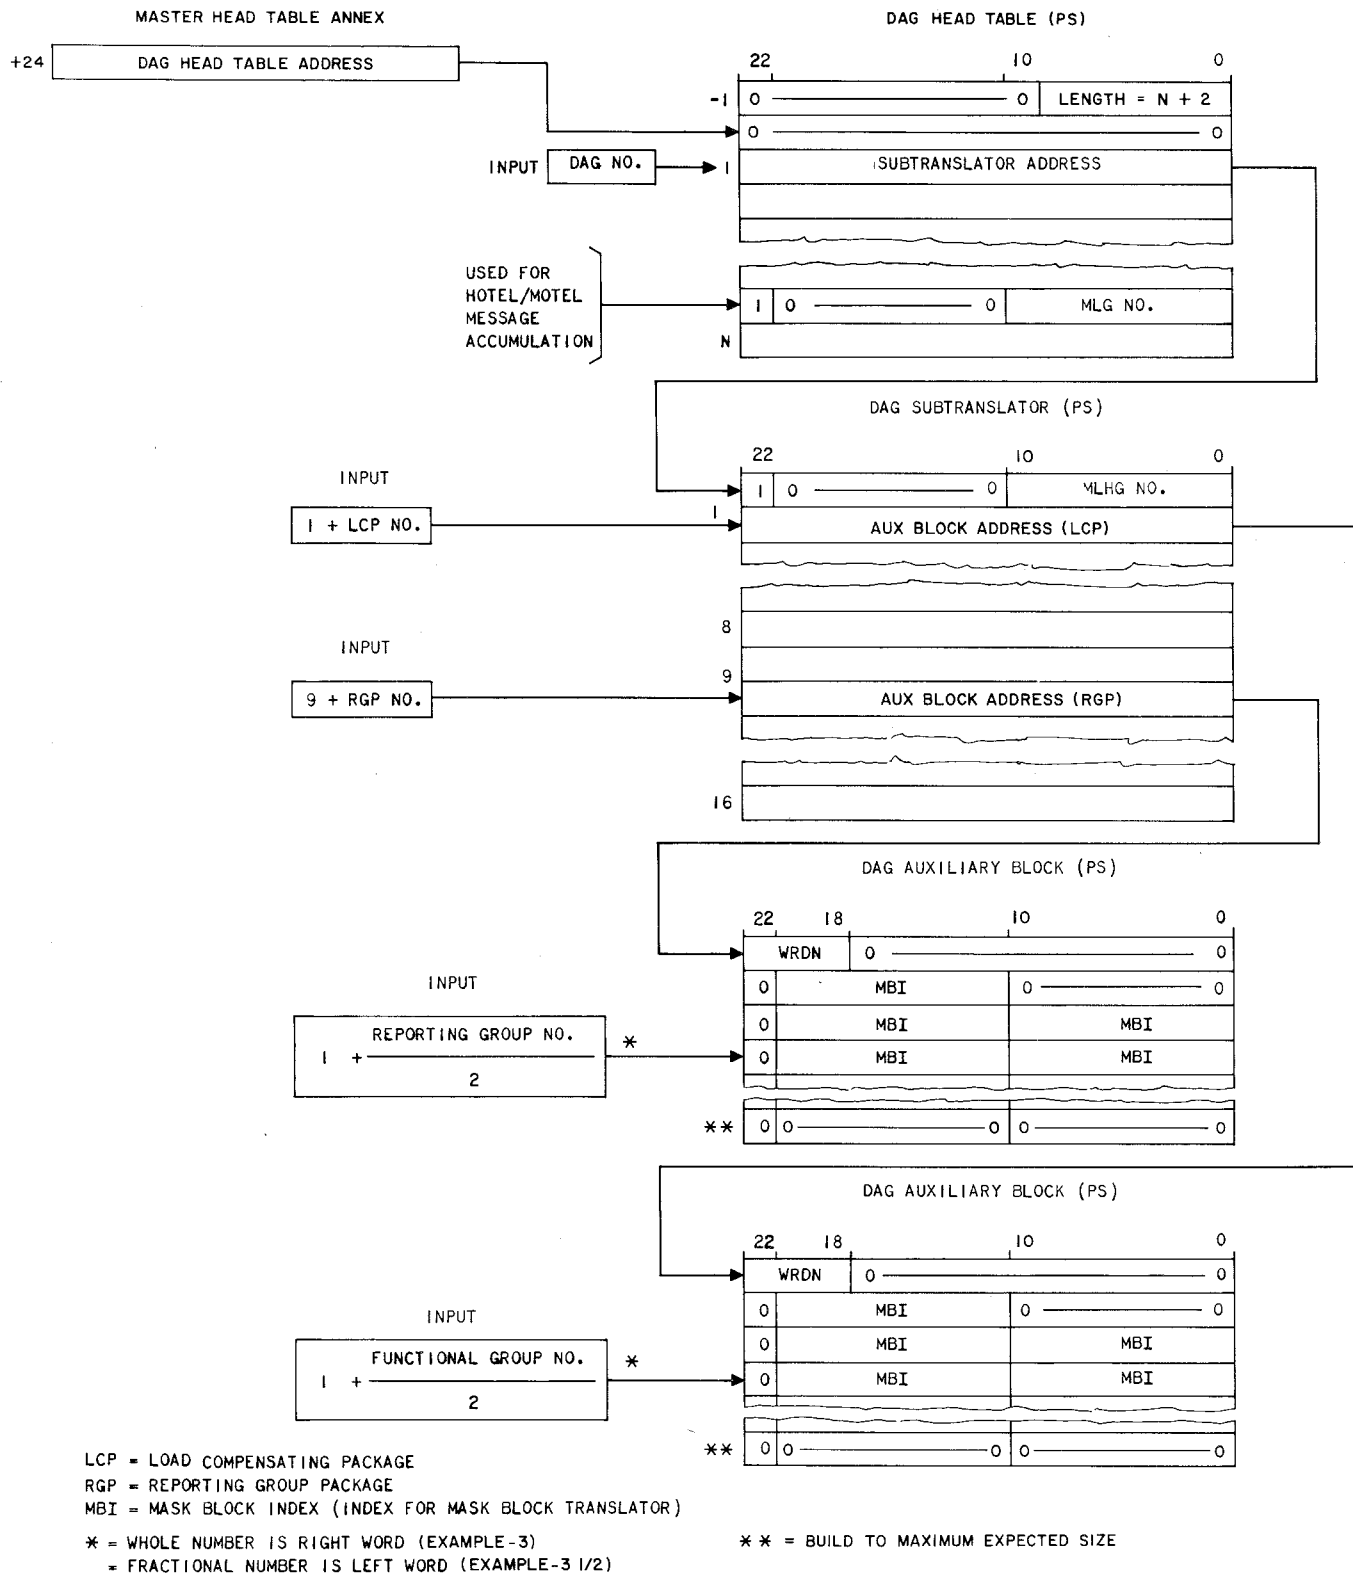 MASTER HEAD TABLE ANNEX
DAG HEAD TABLE (PS)
+24 DAG HEAD TABLE ADDRESS
22 10 0
-1 0 0 LENGTH = N + 2
0 0
INPUT DAG NO. 1 SUBTRANSLATOR ADDRESS
USED FOR
HOTEL/MOTEL
MESSAGE
ACCUMULATION
1 0 0 MLG NO.
N
DAG SUBTRANSLATOR (PS)
22 10 0
INPUT
1 0 0 MLHG NO.
1 + LCP NO. 1 AUX BLOCK ADDRESS (LCP)
8
INPUT
9
9 + RGP NO. AUX BLOCK ADDRESS (RGP)
16
DAG AUXILIARY BLOCK (PS)
22 18 10 0
WRDN 0 0
INPUT
0 MBI 0 0
0 MBI MBI
1 + REPORTING GROUP NO. * 0 MBI MBI
2
** 0 0 0 0 0
DAG AUXILIARY BLOCK (PS)
22 18 10 0
WRDN 0 0
INPUT
0 MBI 0 0
0 MBI MBI
1 + FUNCTIONAL GROUP NO. * 0 MBI MBI
2
** 0 0 0 0 0
LCP = LOAD COMPENSATING PACKAGE
RGP = REPORTING GROUP PACKAGE
MBI = MASK BLOCK INDEX (INDEX FOR MASK BLOCK TRANSLATOR)
* = WHOLE NUMBER IS RIGHT WORD (EXAMPLE-3)
= FRACTIONAL NUMBER IS LEFT WORD (EXAMPLE-3 1/2)
** = BUILD TO MAXIMUM EXPECTED SIZE